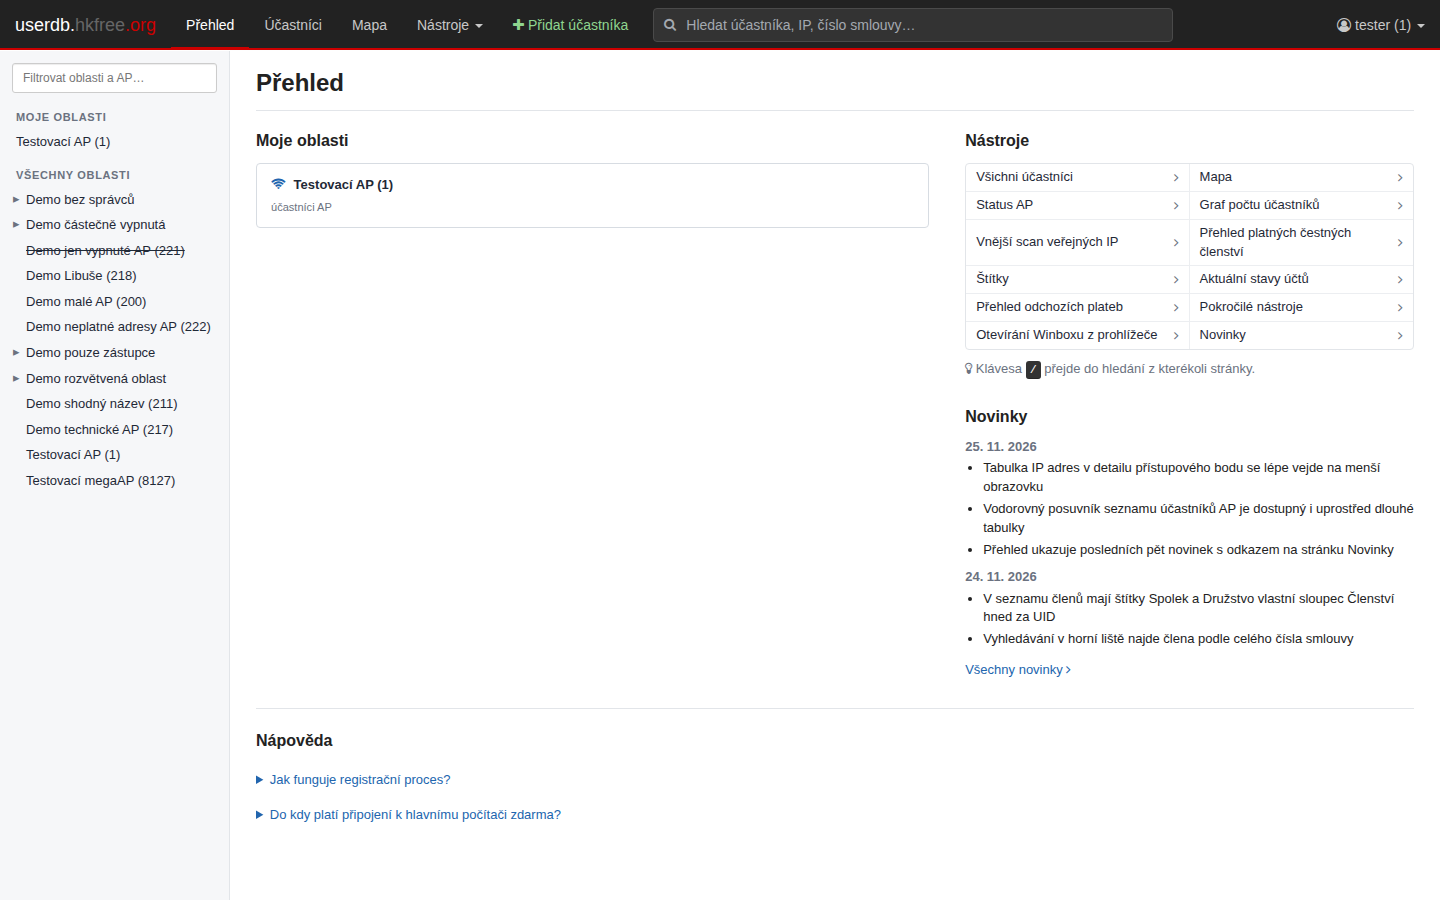 userdb.hkfree.org
Přehled
Účastníci
Mapa
Nástroje
Přidat účastníka
Hledat účastníka, IP, číslo smlouvy…
tester (1)
Filtrovat oblasti a AP…
MOJE OBLASTI
Testovací AP (1)
VŠECHNY OBLASTI
Demo bez správců
Demo částečně vypnutá
Demo jen vypnuté AP (221)
Demo Libuše (218)
Demo malé AP (200)
Demo neplatné adresy AP (222)
Demo pouze zástupce
Demo rozvětvená oblast
Demo shodný název (211)
Demo technické AP (217)
Testovací AP (1)
Testovací megaAP (8127)
Přehled
Moje oblasti
Testovací AP (1)
účastníci AP
Nástroje
Všichni účastníci
Mapa
Status AP
Graf počtu účastníků
Vnější scan veřejných IP
Přehled platných čestných
členství
Štítky
Aktuální stavy účtů
Přehled odchozích plateb
Pokročilé nástroje
Otevírání Winboxu z prohlížeče
Novinky
Klávesa / přejde do hledání z kterékoli stránky.
Novinky
25. 11. 2026
Tabulka IP adres v detailu přístupového bodu se lépe vejde na menší
obrazovku
Vodorovný posuvník seznamu účastníků AP je dostupný i uprostřed dlouhé
tabulky
Přehled ukazuje posledních pět novinek s odkazem na stránku Novinky
24. 11. 2026
V seznamu členů mají štítky Spolek a Družstvo vlastní sloupec Členství
hned za UID
Vyhledávání v horní liště najde člena podle celého čísla smlouvy
Všechny novinky
Nápověda
Jak funguje registrační proces?
Do kdy platí připojení k hlavnímu počítači zdarma?